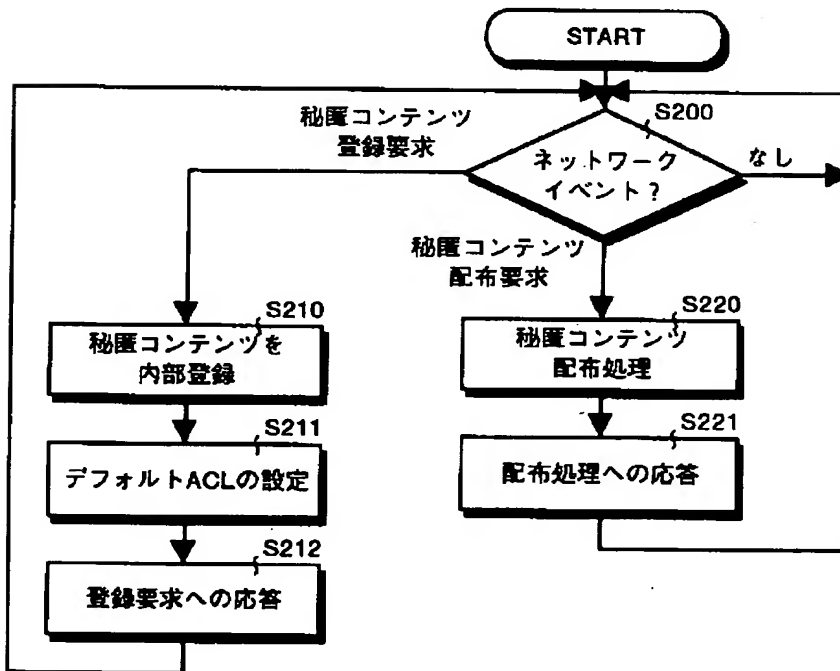 START
S200
秘匿コンテンツ
登録要求
ネットワーク
イベント？
なし
秘匿コンテンツ
配布要求
S210
秘匿コンテンツを
内部登録
S220
秘匿コンテンツ
配布処理
S211
デフォルトACLの設定
S221
配布処理への応答
S212
登録要求への応答